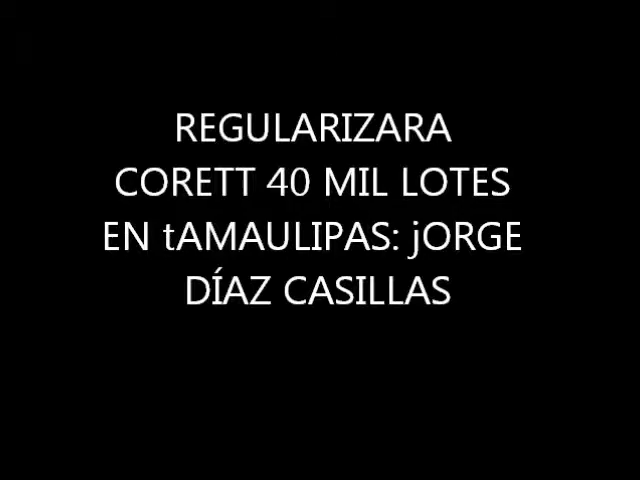 REGULARIZARA
CORETT 40 MIL LOTES
EN tAMAULIPAS: jORGE
DÍAZ CASILLAS